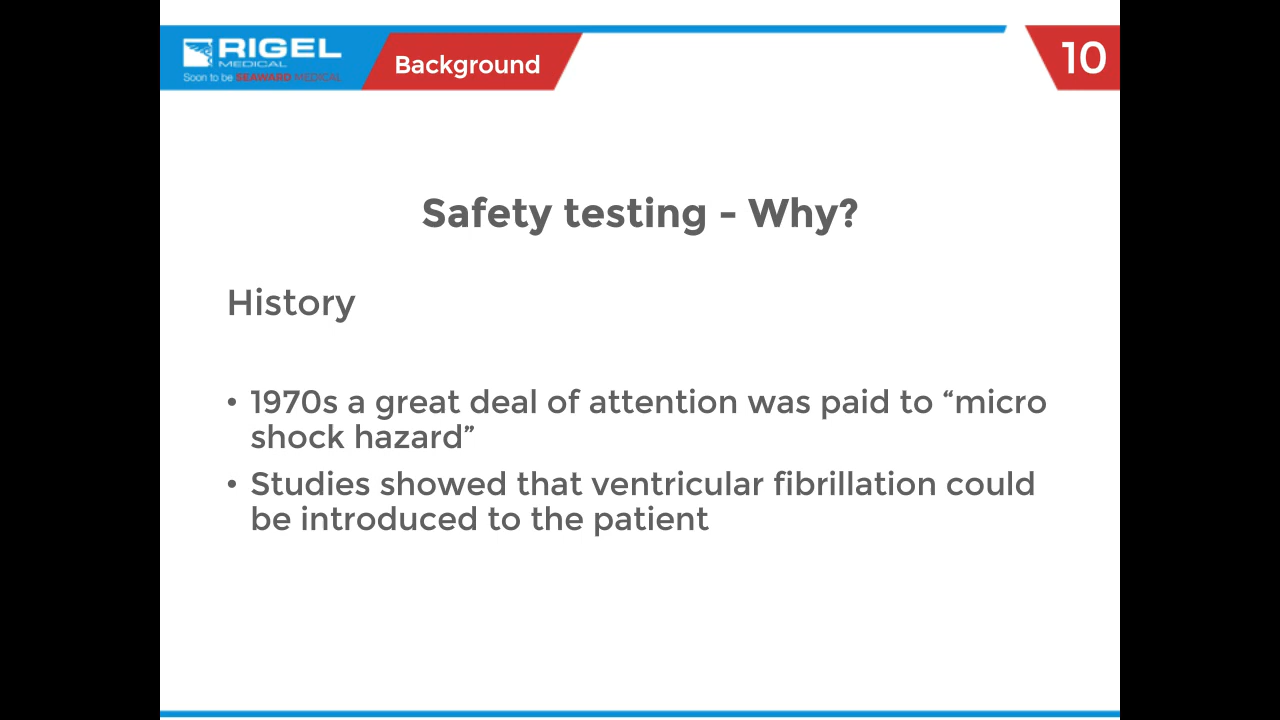 RIGEL
MEDICAL
Soon to be SEAWARD MEDICAL
Background
10
Safety testing - Why?
History
• 1970s a great deal of attention was paid to “micro
shock hazard”
• Studies showed that ventricular fibrillation could
be introduced to the patient